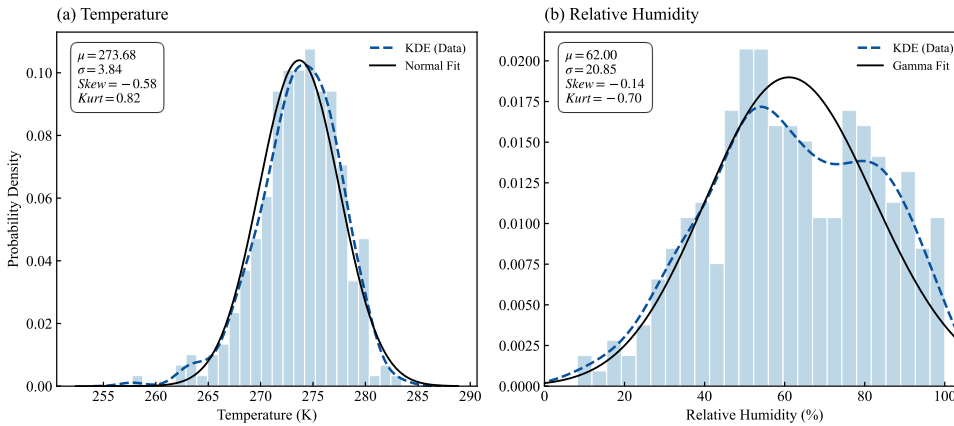 (a) Temperature
μ = 273.68
σ = 3.84
Skew = −0.58
Kurt = 0.82
KDE (Data)
Normal Fit
Probability Density
0.10
0.08
0.06
0.04
0.02
0.00
255 260 265 270 275 280 285 290
Temperature (K)
(b) Relative Humidity
μ = 62.00
σ = 20.85
Skew = −0.14
Kurt = −0.70
KDE (Data)
Gamma Fit
0.0200
0.0175
0.0150
0.0125
0.0100
0.0075
0.0050
0.0025
0.0000
0 20 40 60 80 100
Relative Humidity (%)